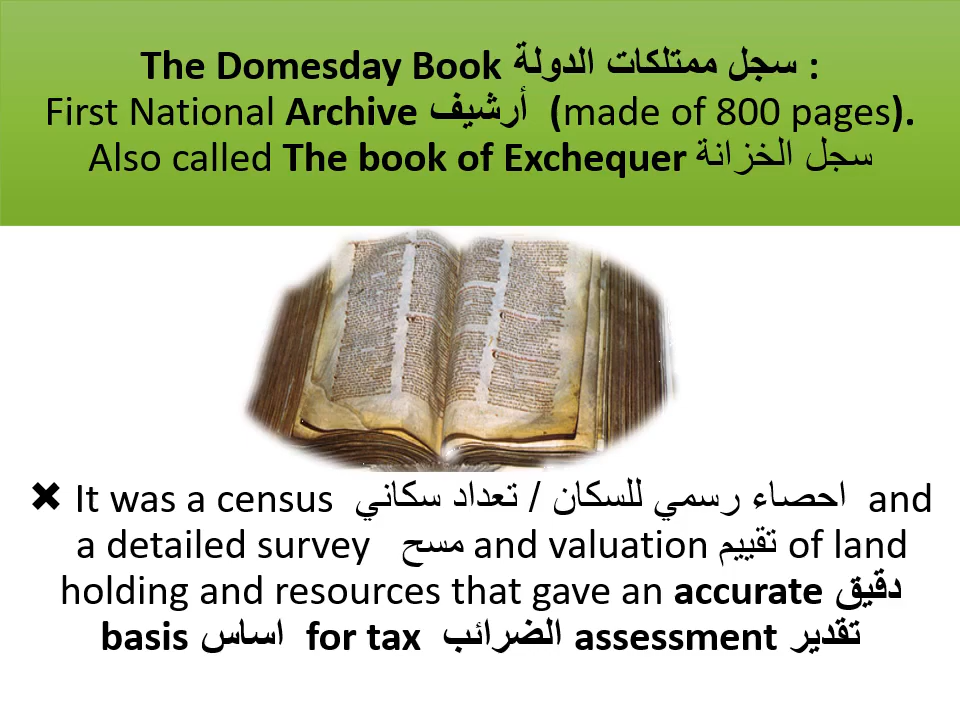 The Domesday Book سجل ممتلكات الدولة :
First National Archive أرشيف (made of 800 pages).
Also called The book of Exchequer سجل الخزانة
✖ It was a census احصاء رسمي للسكان / تعداد سكاني and
a detailed survey مسح and valuation تقييم of land
holding and resources that gave an accurate دقيق
basis اساس for tax الضرائب assessment تقدير